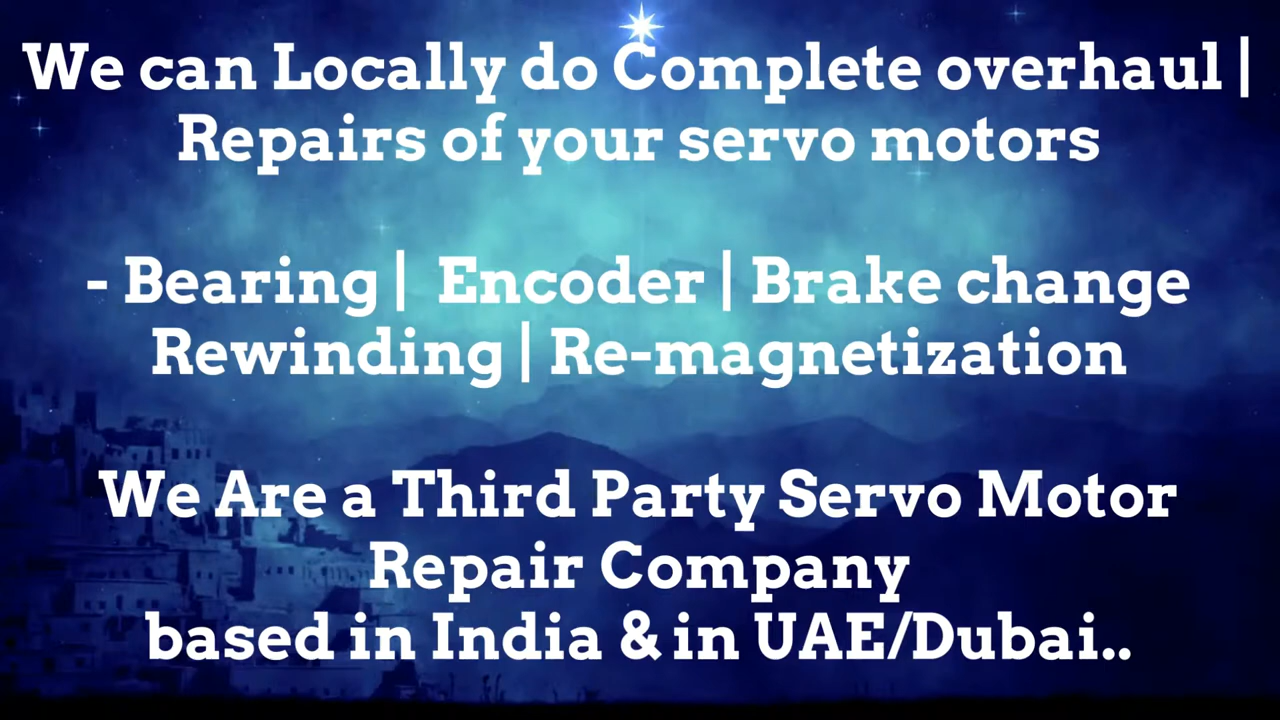 We can Locally do Complete overhaul |
Repairs of your servo motors
- Bearing | Encoder | Brake change
Rewinding | Re-magnetization
We Are a Third Party Servo Motor
Repair Company
based in India & in UAE/Dubai..